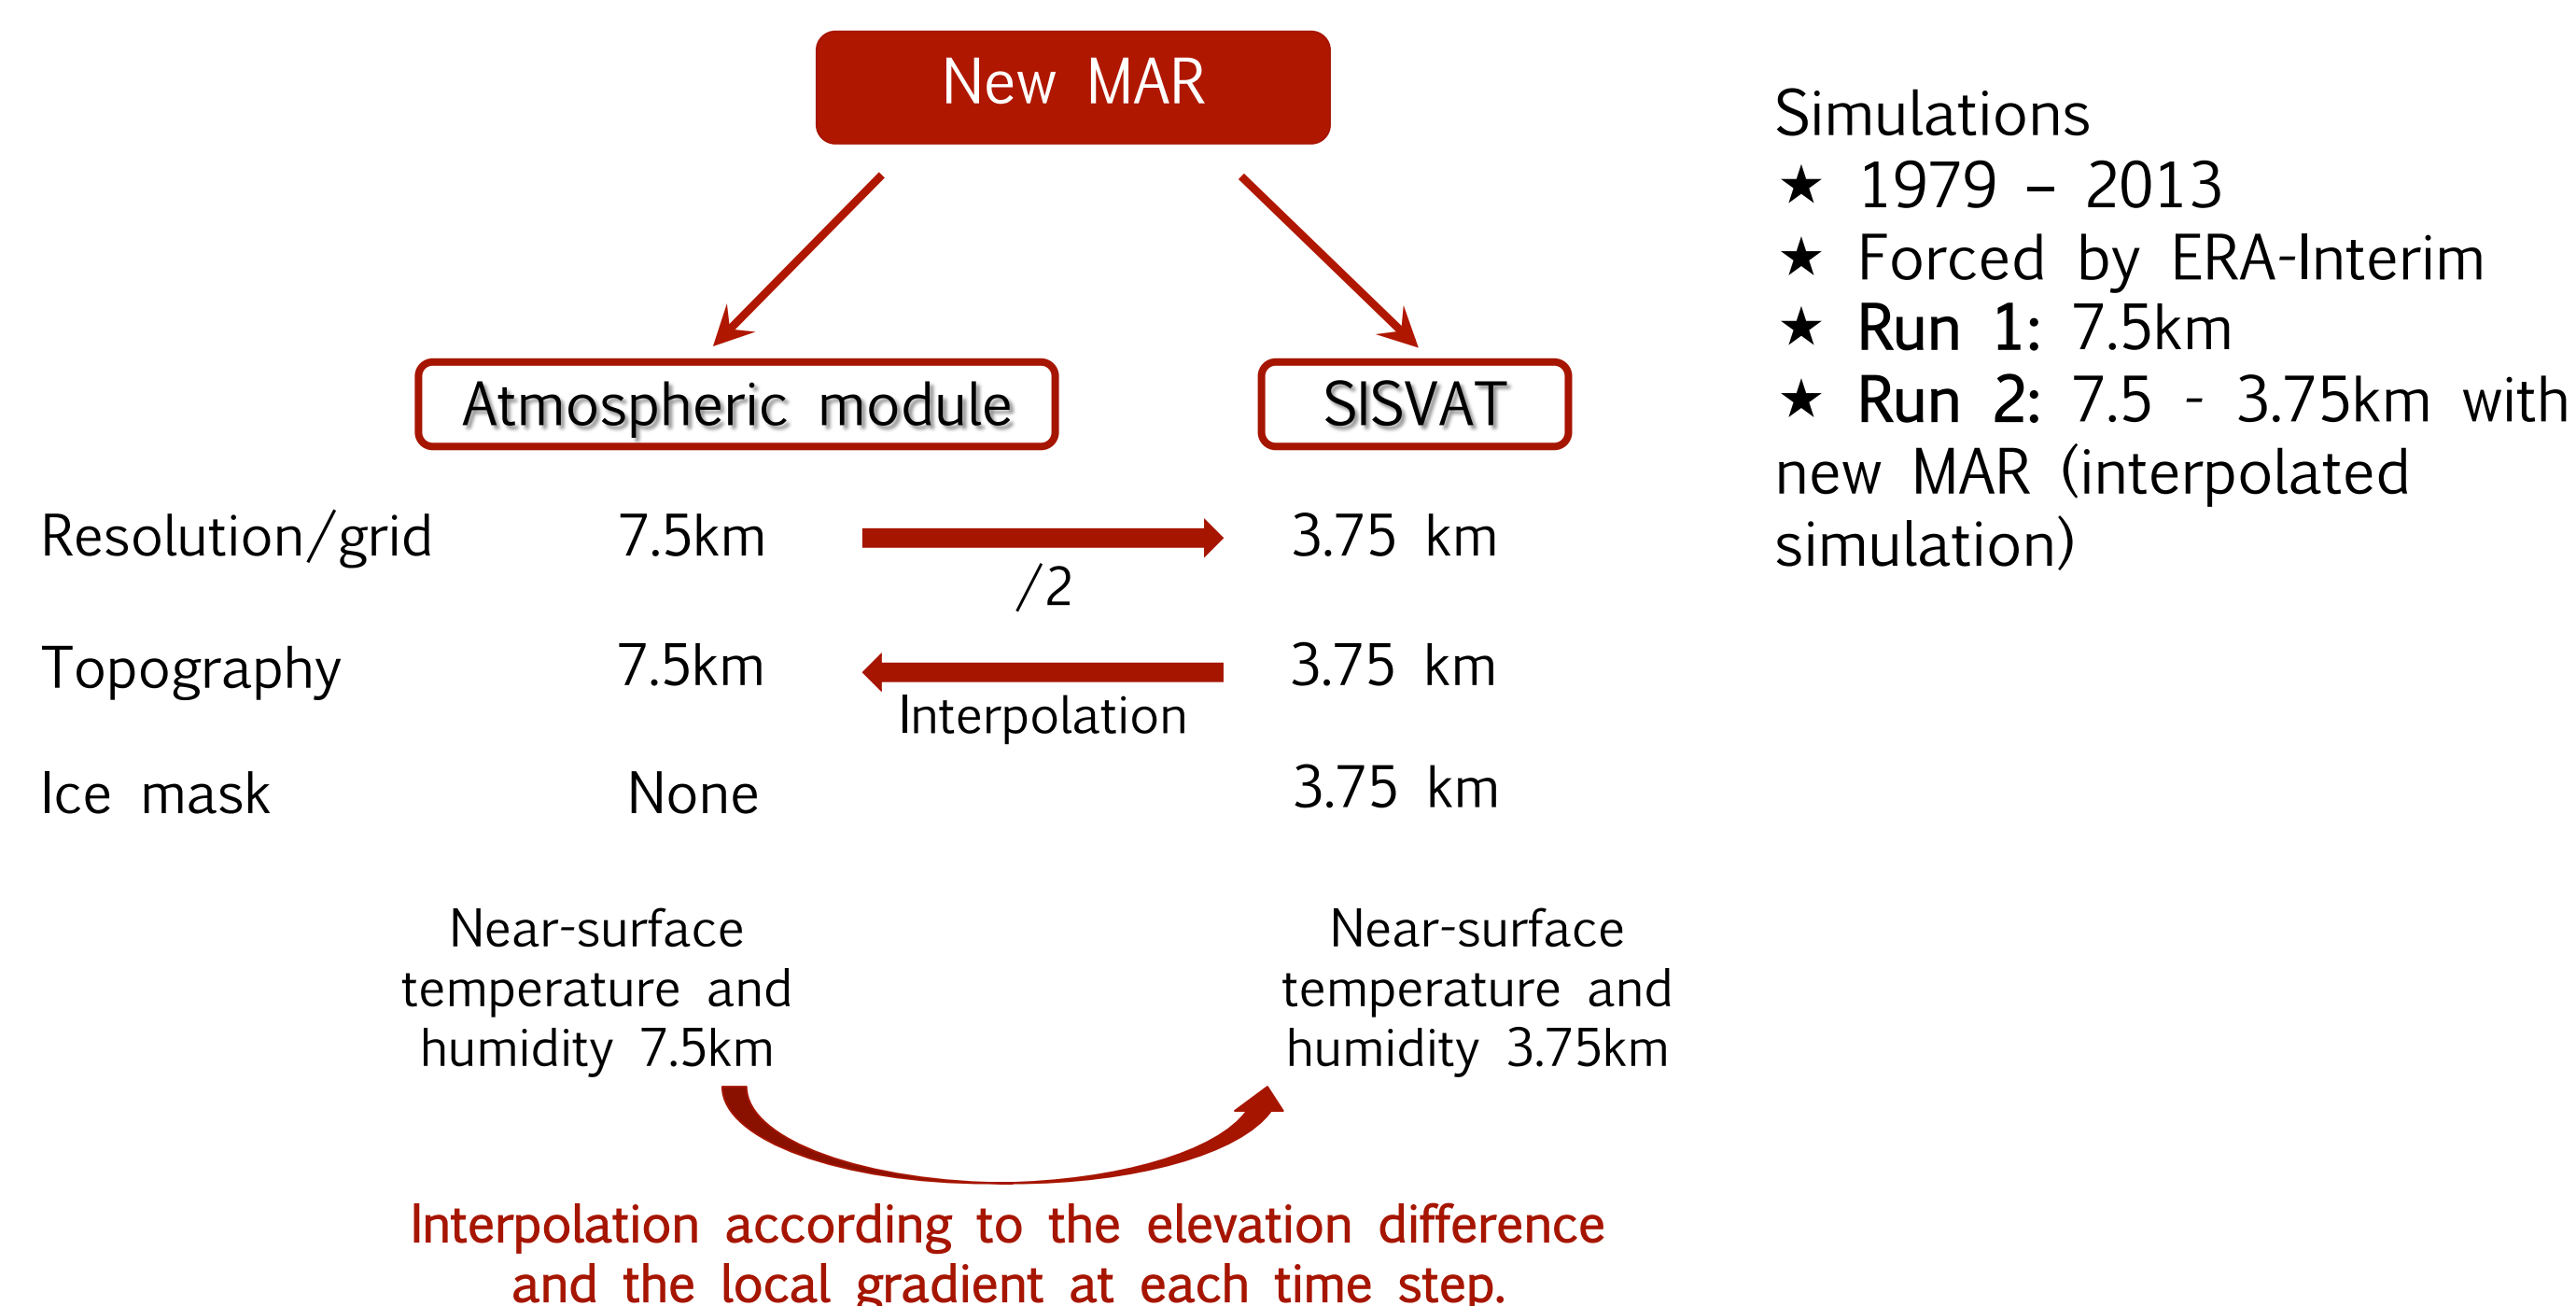 New MAR
Atmospheric module
SISVAT
Resolution/grid
7.5km
/2
3.75 km
Topography
7.5km
Interpolation
3.75 km
Ice mask
None
3.75 km
Near-surface
temperature and
humidity 7.5km
Near-surface
temperature and
humidity 3.75km
Interpolation according to the elevation difference
and the local gradient at each time step.
Simulations
★ 1979 – 2013
★ Forced by ERA-Interim
★ Run 1: 7.5km
★ Run 2: 7.5 - 3.75km with
new MAR (interpolated
simulation)